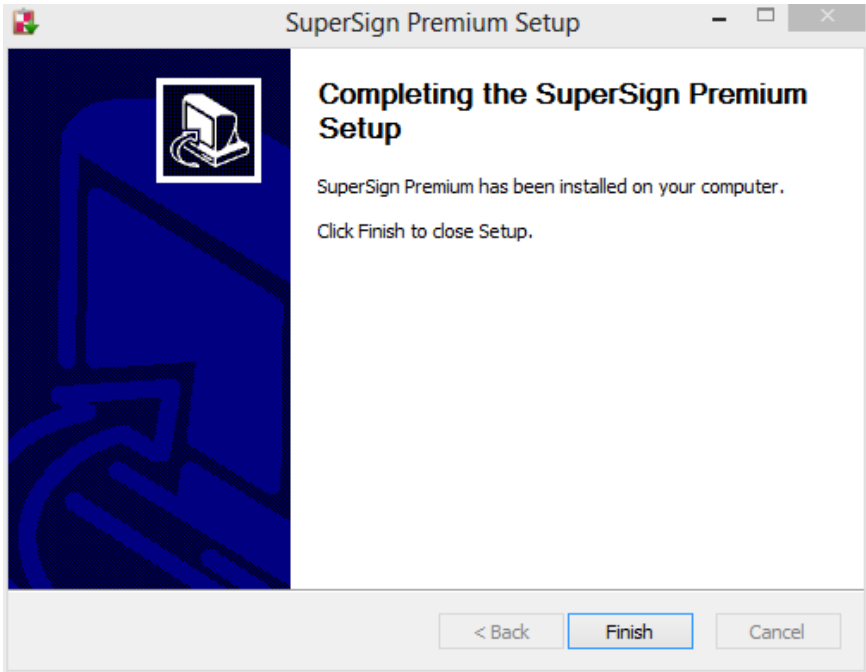 SuperSign Premium Setup
Completing the SuperSign Premium
Setup
SuperSign Premium has been installed on your computer.
Click Finish to close Setup.
< Back
Finish
Cancel